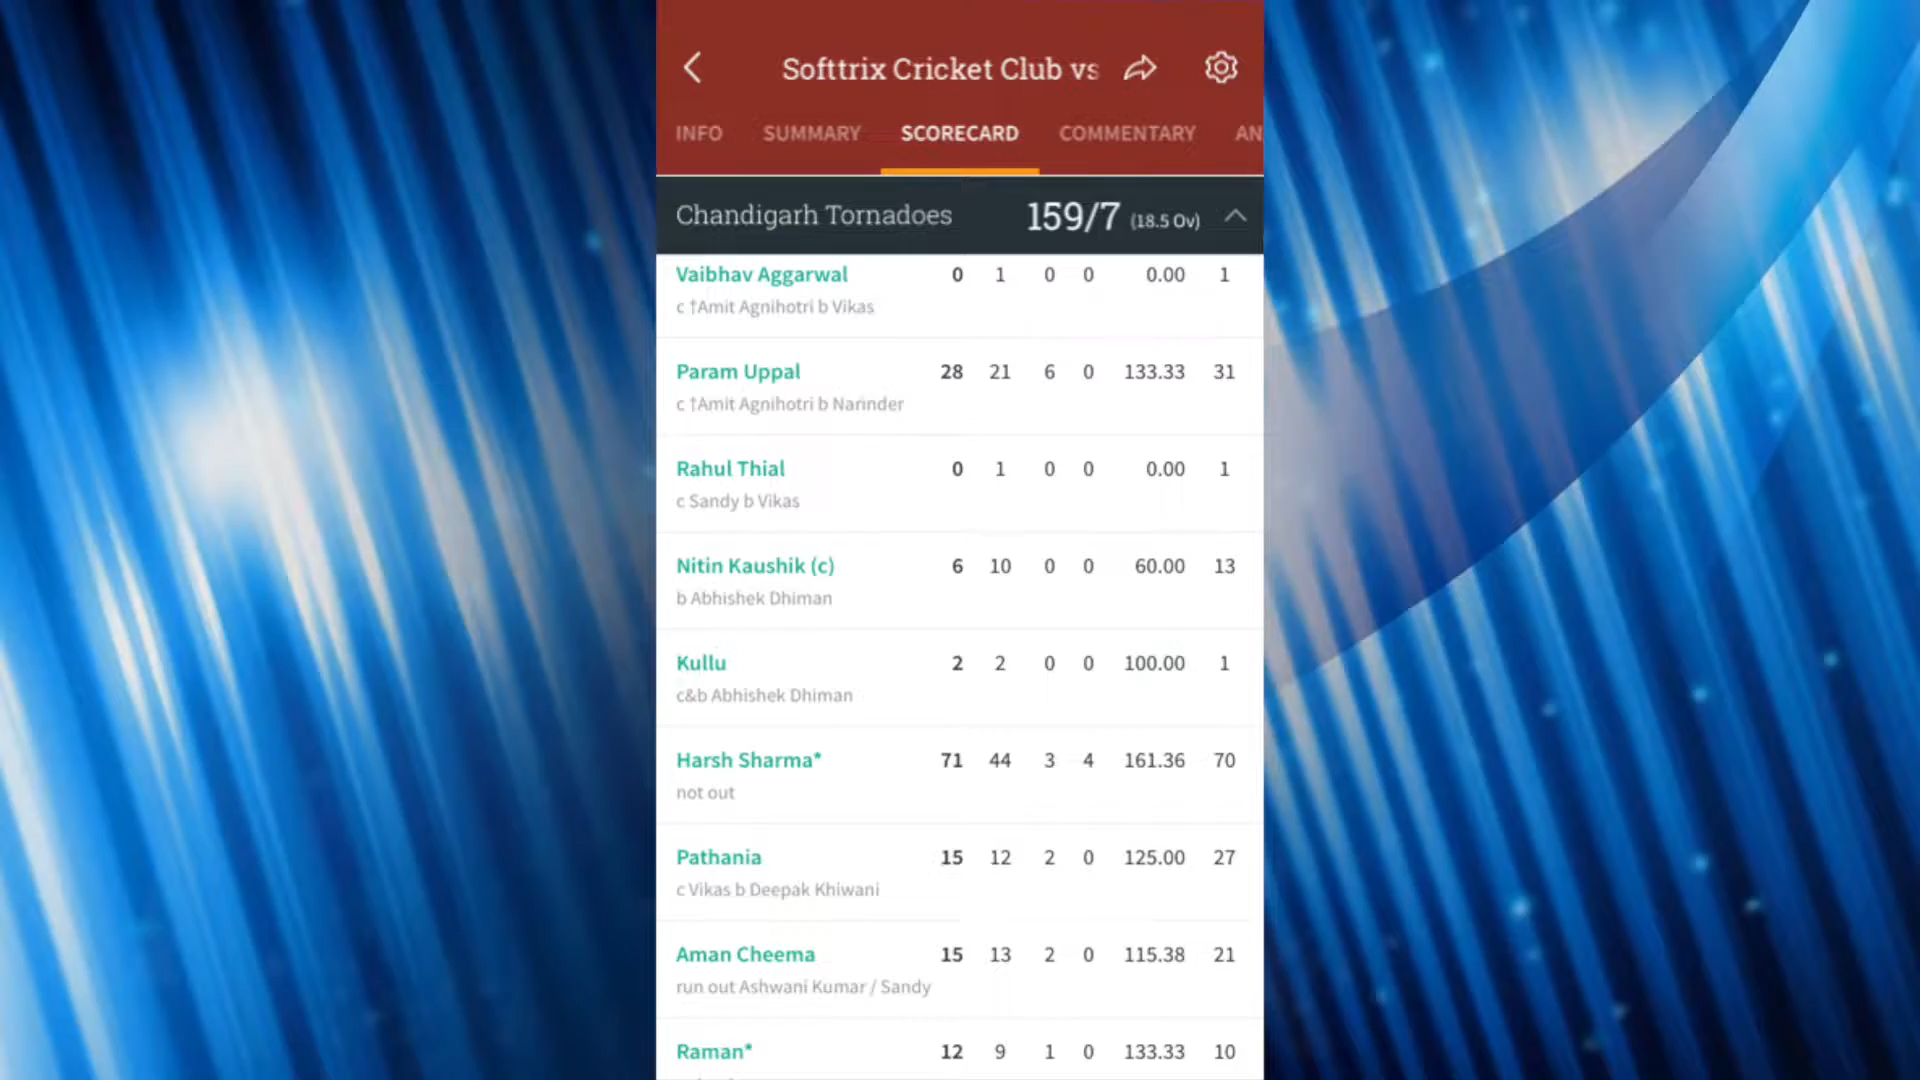 Softtrix Cricket Club vs
INFO SUMMARY SCORECARD COMMENTARY AN
Chandigarh Tornadoes 159/7 (18.5 Ov)
Vaibhav Aggarwal 0 1 0 0 0.00 1
c †Amit Agnihotri b Vikas
Param Uppal 28 21 6 0 133.33 31
c †Amit Agnihotri b Narinder
Rahul Thial 0 1 0 0 0.00 1
c Sandy b Vikas
Nitin Kaushik (c) 6 10 0 0 60.00 13
b Abhishek Dhiman
Kullu 2 2 0 0 100.00 1
c&b Abhishek Dhiman
Harsh Sharma* 71 44 3 4 161.36 70
not out
Pathania 15 12 2 0 125.00 27
c Vikas b Deepak Khiwani
Aman Cheema 15 13 2 0 115.38 21
run out Ashwani Kumar / Sandy
Raman* 12 9 1 0 133.33 10